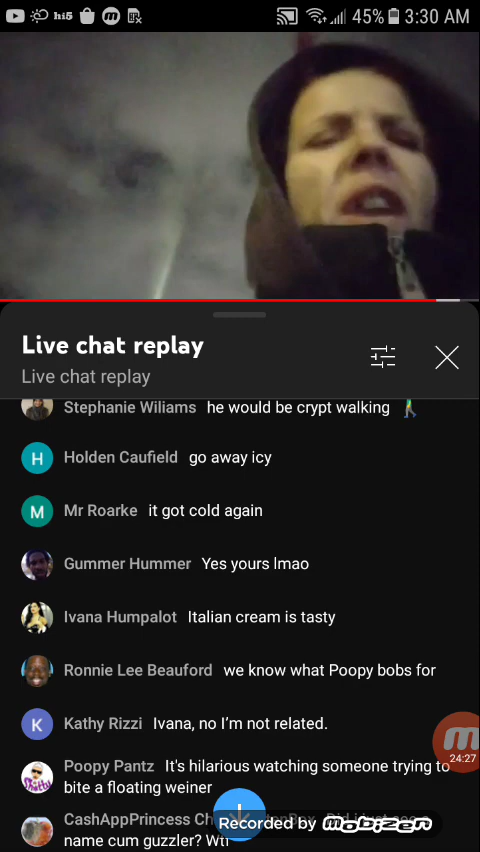 hi5 45% 3:30 AM
Live chat replay
Live chat replay
Stephanie Wiliams he would be crypt walking
H Holden Caufield go away icy
M Mr Roarke it got cold again
Gummer Hummer Yes yours lmao
Ivana Humpalot Italian cream is tasty
Ronnie Lee Beauford we know what Poopy bobs for
K Kathy Rizzi Ivana, no I'm not related.
Poopy Pantz It's hilarious watching someone trying to
bite a floating weiner
24:27
CashAppPrincess
name cum guzzler? Wtf
Recorded by mobizen